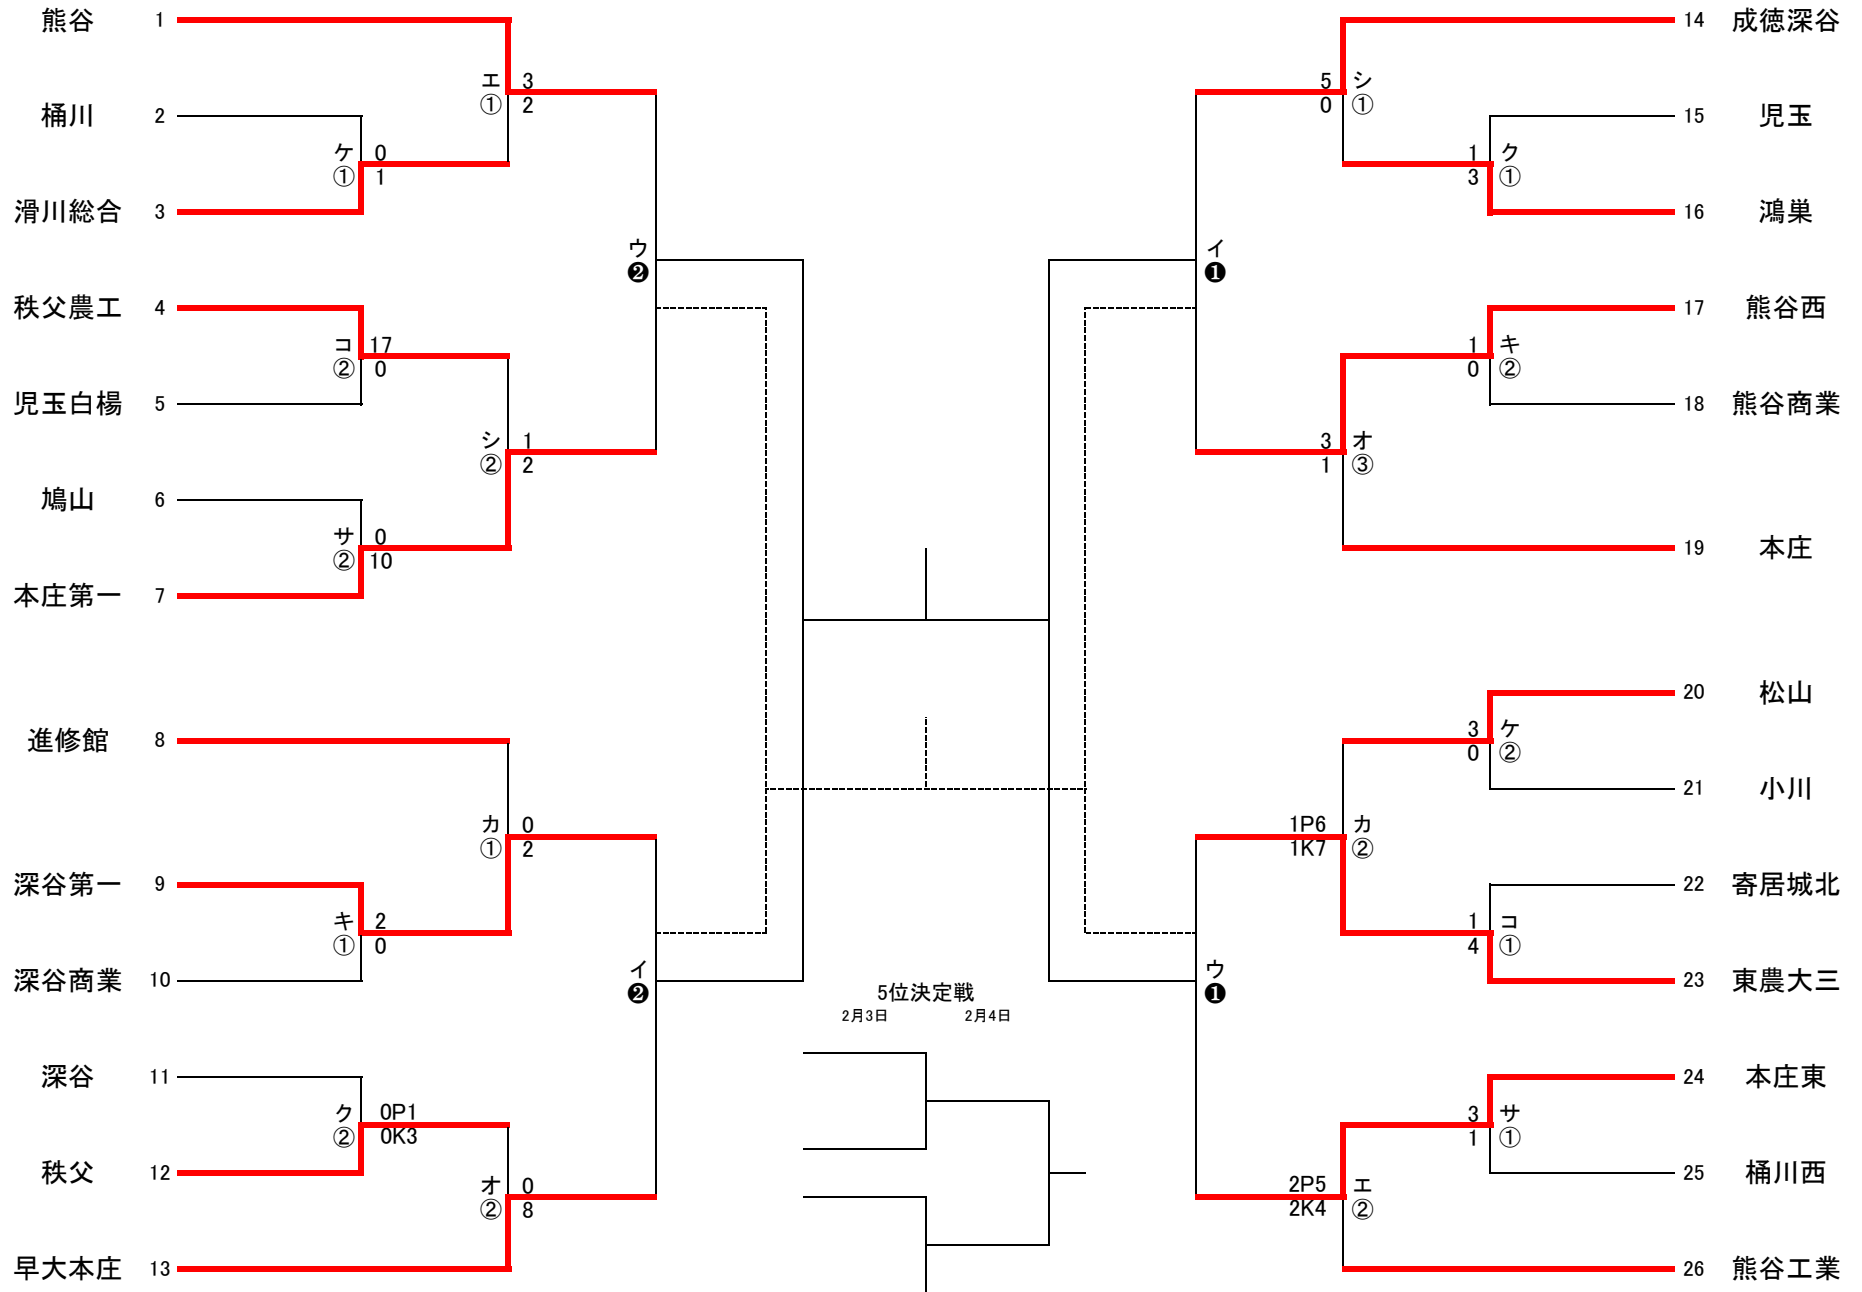 熊谷 1
エ 3
① 2
桶川 2
ケ 0
① 1
滑川総合 3
ウ
❷
秩父農工 4
コ 17
② 0
児玉白楊 5
シ 1
② 2
鳩山 6
サ 0
② 10
本庄第一 7
進修館 8
カ 0
① 2
深谷第一 9
キ 2
① 0
深谷商業 10
イ
❷
深谷 11
ク 0P1
② 0K3
秩父 12
オ 0
② 8
早大本庄 13
5位決定戦
2月3日 2月4日
14 成徳深谷
5 シ
0 ①
15 児玉
1 ク
3 ①
16 鴻巣
イ
❶
17 熊谷西
1 キ
0 ②
18 熊谷商業
3 オ
1 ③
19 本庄
20 松山
3 ケ
0 ②
21 小川
1P6 カ
1K7 ②
22 寄居城北
1 コ
4 ①
23 東農大三
ウ
❶
24 本庄東
3 サ
1 ①
25 桶川西
2P5 エ
2K4 ②
26 熊谷工業